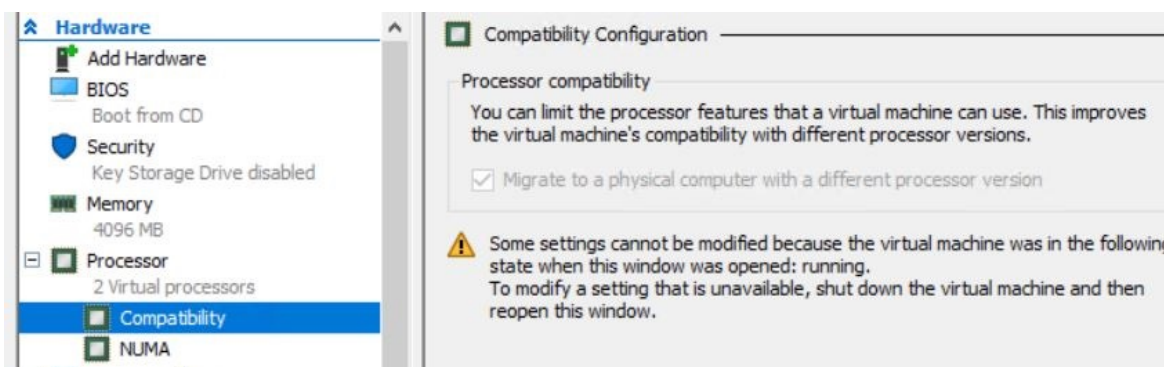 Hardware
Add Hardware
BIOS
Boot from CD
Security
Key Storage Drive disabled
Memory
4096 MB
Processor
2 Virtual processors
Compatibility
NUMA
Compatibility Configuration
Processor compatibility
You can limit the processor features that a virtual machine can use. This improves
the virtual machine's compatibility with different processor versions.
Migrate to a physical computer with a different processor version
Some settings cannot be modified because the virtual machine was in the following
state when this window was opened: running.
To modify a setting that is unavailable, shut down the virtual machine and then
reopen this window.